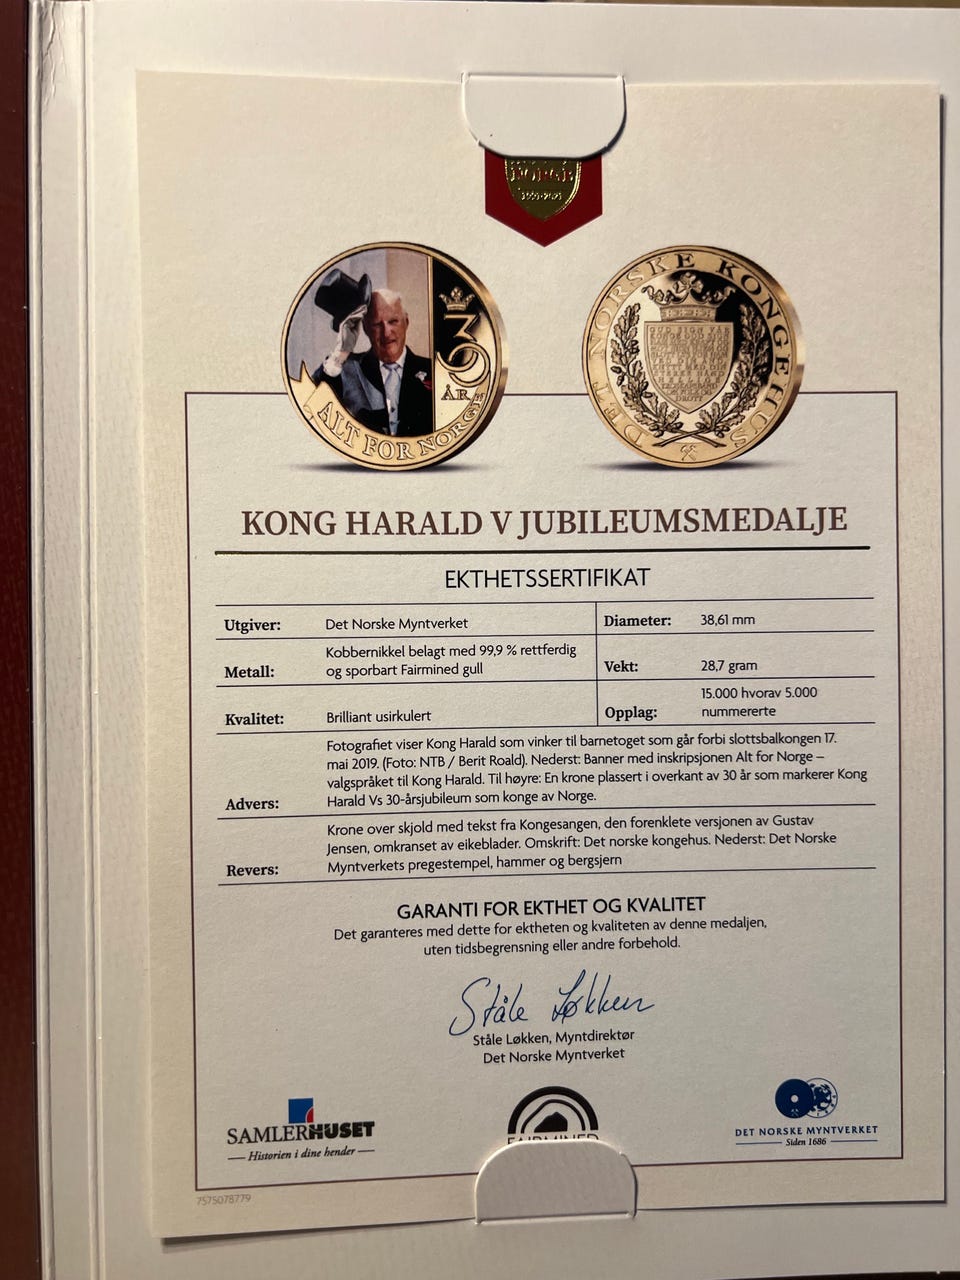 NORGE
ALT FOR NORGE
30
ÅR
DET NORSKE KONGEHUS
KONG HARALD V JUBILEUMSMEDALJE
EKTHETSSERTIFIKAT
Utgiver: Det Norske Myntverket Diameter: 38,61 mm
Metall: Kobbernikkel belagt med 99,9 % rettferdig
og sporbart Fairmined gull Vekt: 28,7 gram
Kvalitet: Brilliant usirkulert Opplag: 15.000 hvorav 5.000
nummererte
Advers: Fotografiet viser Kong Harald som vinker til barnetoget som går forbi slottsbalkongen 17.
mai 2019. (Foto: NTB / Berit Roald). Nederst: Banner med inskripsjonen Alt for Norge –
valgspråket til Kong Harald. Til høyre: En krone plassert i overkant av 30 år som markerer Kong
Harald Vs 30-årsjubileum som konge av Norge.
Revers: Krone over skjold med tekst fra Kongesangen, den forenklete versjonen av Gustav
Jensen, omkranset av eikeblader. Omskrift: Det norske kongehus. Nederst: Det Norske
Myntverkets pregestempel, hammer og bergsjern
GARANTI FOR EKTHET OG KVALITET
Det garanteres med dette for ektheten og kvaliteten av denne medaljen,
uten tidsbegrensning eller andre forbehold.
Ståle Løkken
Ståle Løkken, Myntdirektør
Det Norske Myntverket
SAMLERHUSET
Historien i dine hender
FAIRMINED
DET NORSKE MYNTVERKET
Siden 1686
7575078779